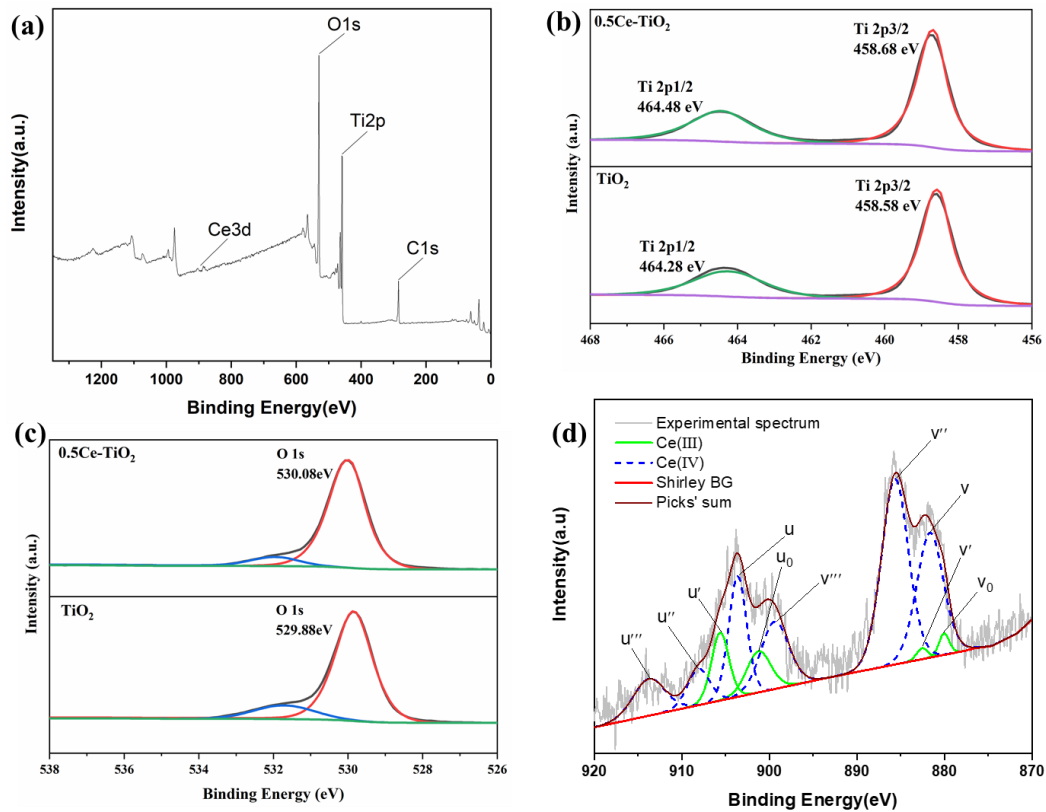 (a)
O1s
Ti2p
Ce3d
C1s
Intensity(a.u.)
1200 1000 800 600 400 200 0
Binding Energy(eV)
(b)
0.5Ce-TiO₂
Ti 2p3/2
458.68 eV
Ti 2p1/2
464.48 eV
TiO₂
Ti 2p3/2
458.58 eV
Ti 2p1/2
464.28 eV
Intensity (a.u.)
468 466 464 462 460 458 456
Binding Energy (eV)
(c)
0.5Ce-TiO₂
O 1s
530.08eV
TiO₂
O 1s
529.88eV
Intensity (a.u.)
538 536 534 532 530 528 526
Binding Energy (eV)
(d)
Experimental spectrum
Ce(III)
Ce(IV)
Shirley BG
Picks' sum
v''
v
v'
v₀
u
u₀
v'''
u'
u''
u'''
Intensity(a.u)
920 910 900 890 880 870
Binding Energy(eV)